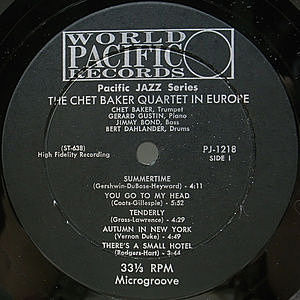 WORLD
PACIFIC
RECORDS
Pacific JAZZ Series
THE CHET BAKER QUARTET IN EUROPE
CHET BAKER, Trumpet
GERARD GUSTIN, Piano
JIMMY BOND, Bass
BERT DAHLANDER, Drums
(ST-638)
High Fidelity Recording
PJ-1218
SIDE 1
SUMMERTIME
(Gershwin-DuBose-Heyward) - 4:11
YOU GO TO MY HEAD
(Coots-Gillespie) - 5:52
TENDERLY
(Gross-Lawrence) - 4:29
AUTUMN IN NEW YORK
(Vernon Duke) - 4:49
THERE'S A SMALL HOTEL
(Rodgers-Hart) - 3:44
33⅓ RPM
Microgroove